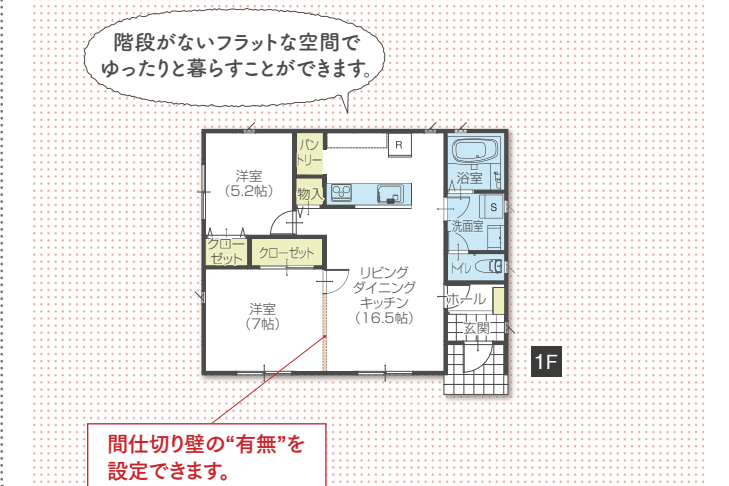 階段がないフラットな空間で
ゆったりと暮らすことができます。
パン
トリー
R
浴室
洋室
（5.2帖）
物入
S
洗面室
クロー
ゼット
クローゼット
トイレ
リビング
ダイニング
キッチン
（16.5帖）
ホール
洋室
（7帖）
玄関
1F
間仕切り壁の“有無”を
設定できます。